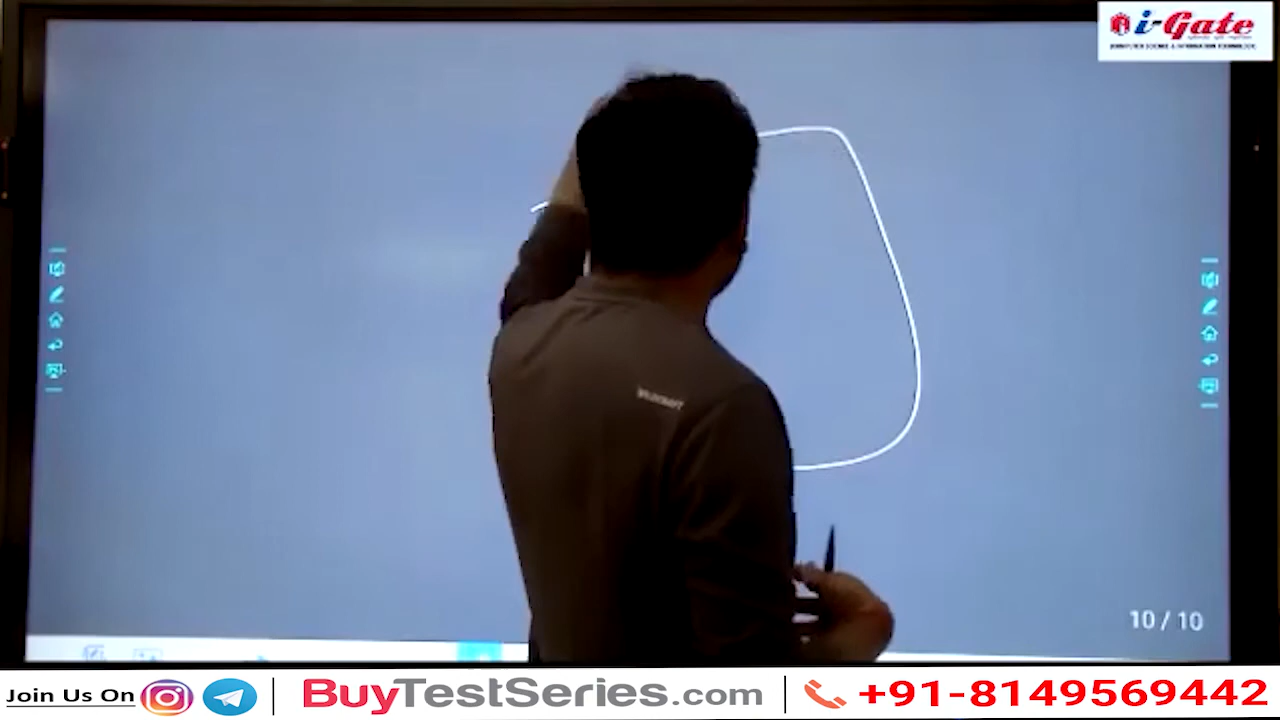 i-Gate
10 / 10
Join Us On
BuyTestSeries.com
+91-8149569442